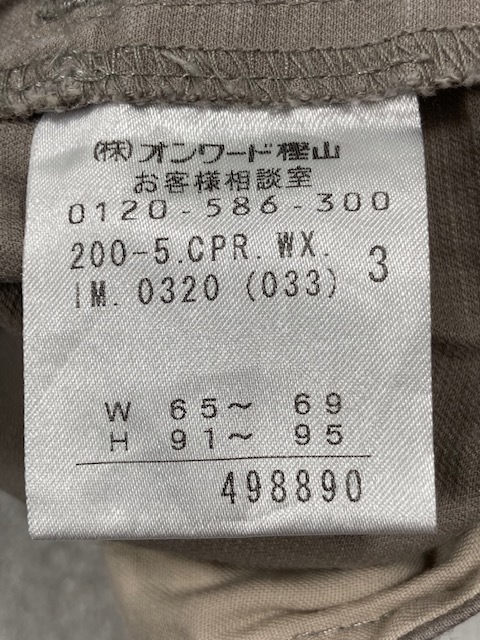 (株)オンワード樫山
お客様相談室
0120-586-300
200-5.CPR.WX.
IM.0320(033) 3
W 65〜 69
H 91〜 95
498890